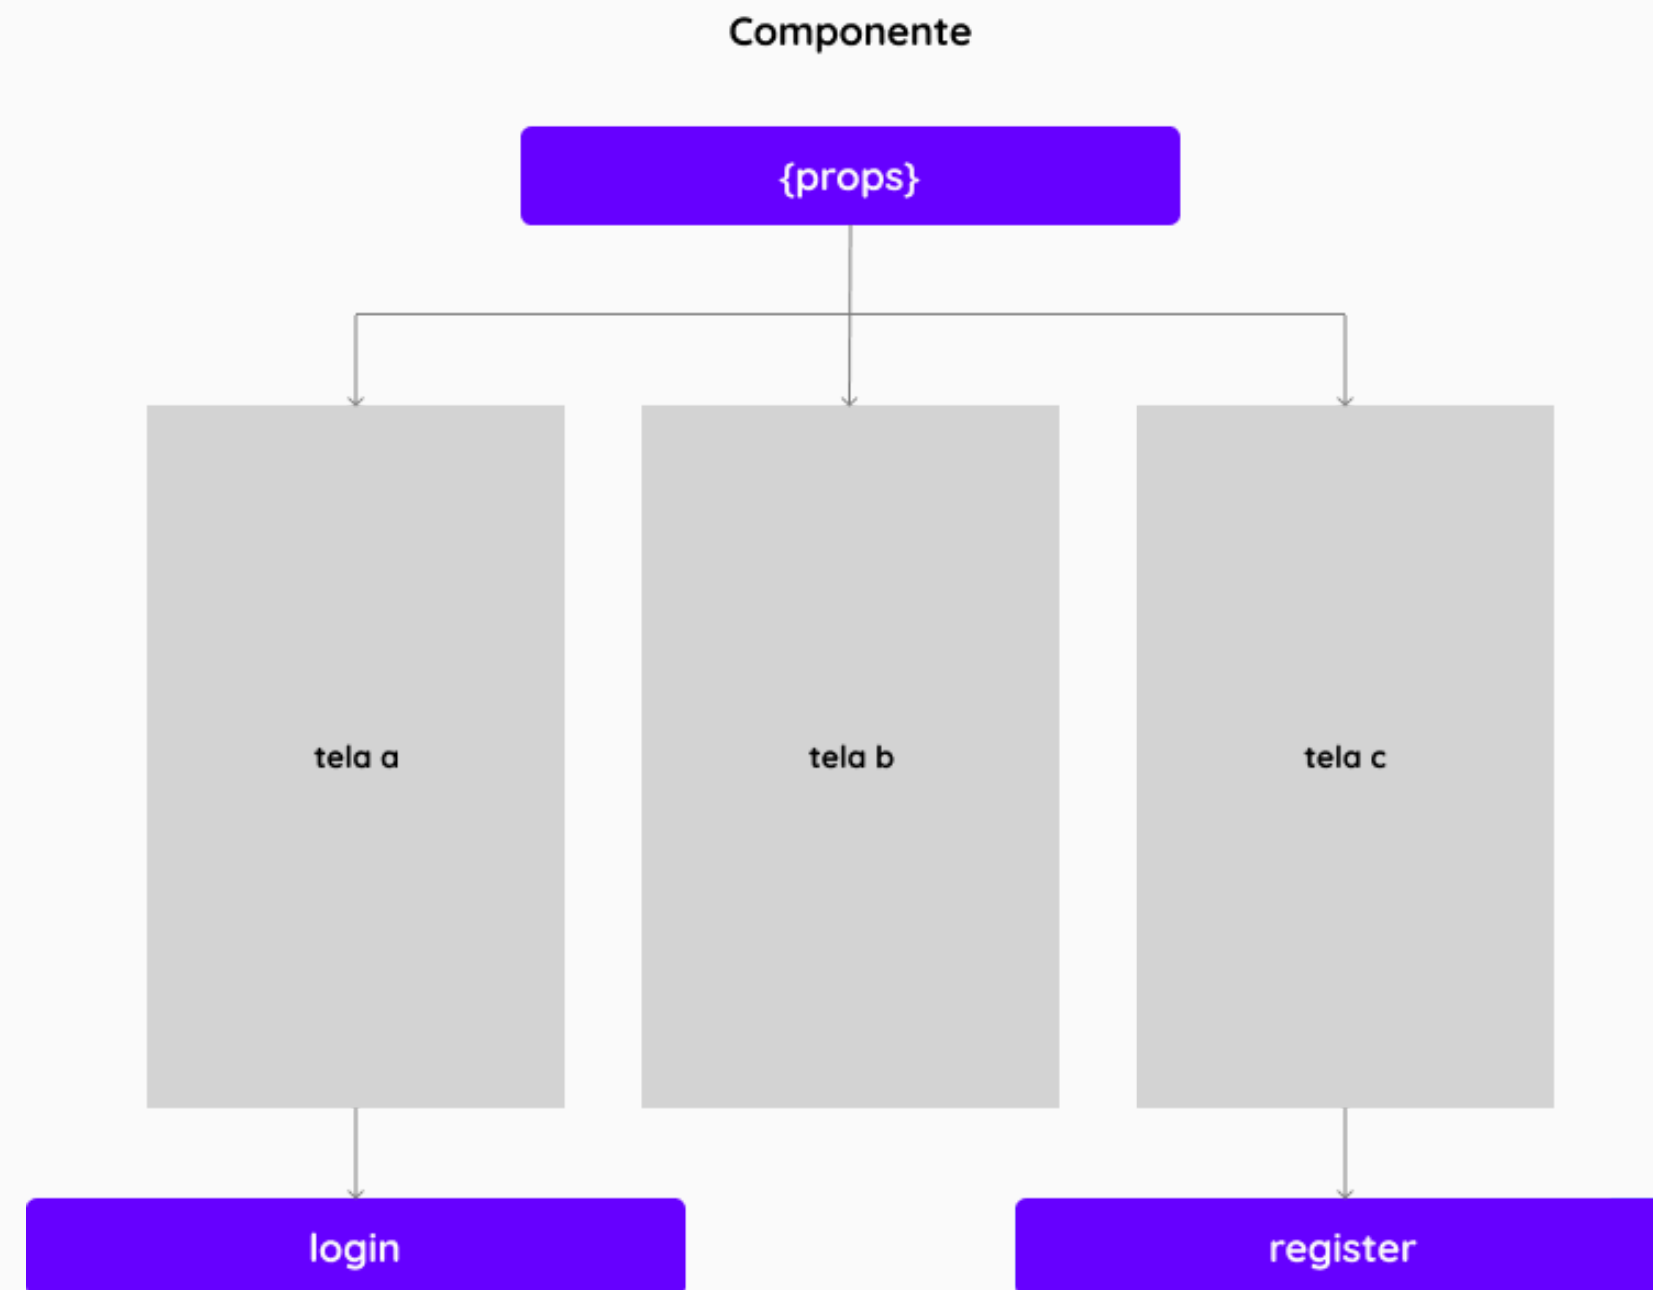 Componente
{props}
tela a
tela b
tela c
login
register